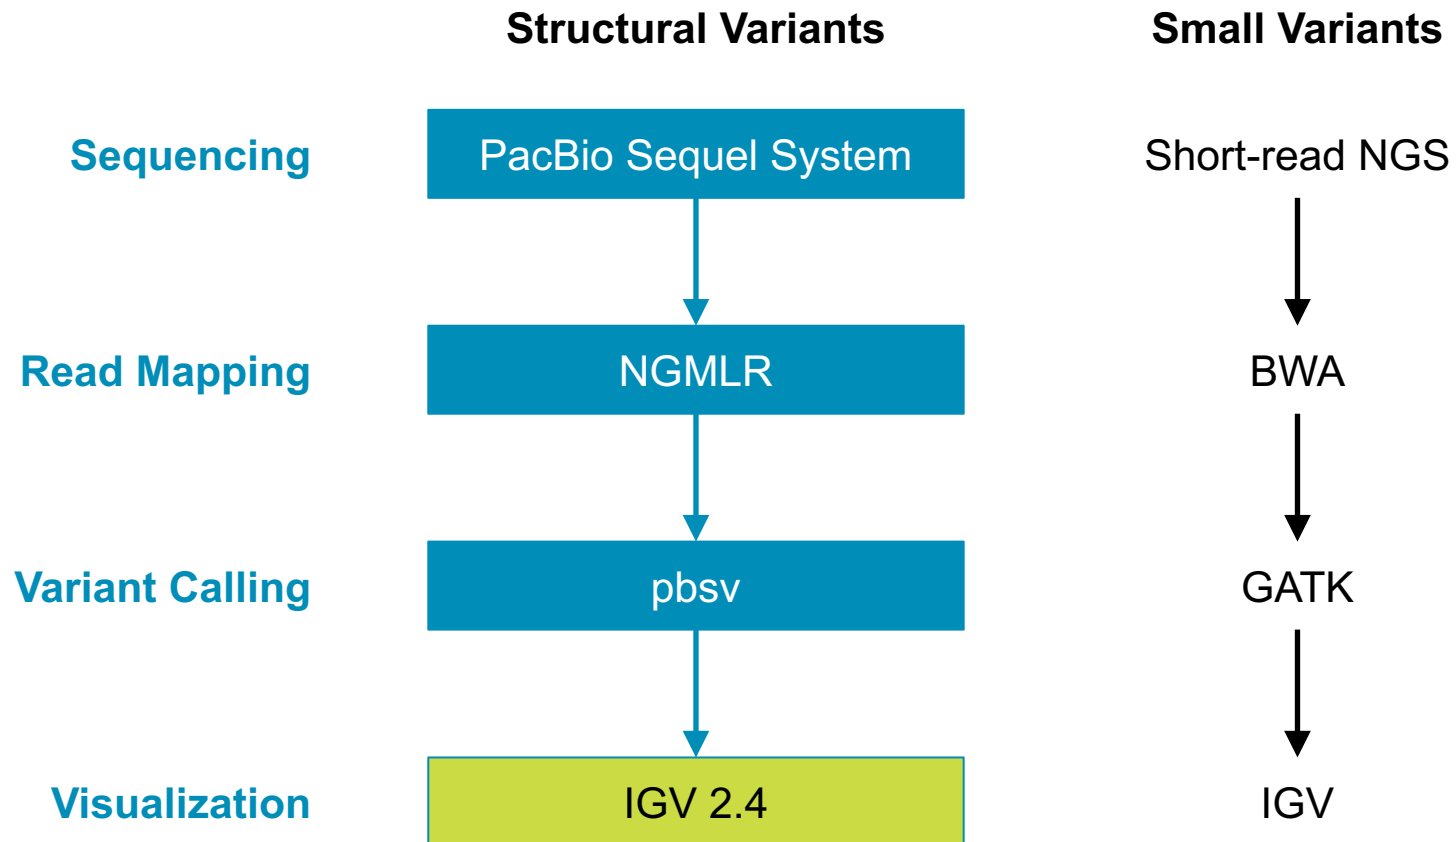 Structural Variants
Small Variants
Sequencing
PacBio Sequel System
Short-read NGS
Read Mapping
NGMLR
BWA
Variant Calling
pbsv
GATK
Visualization
IGV 2.4
IGV